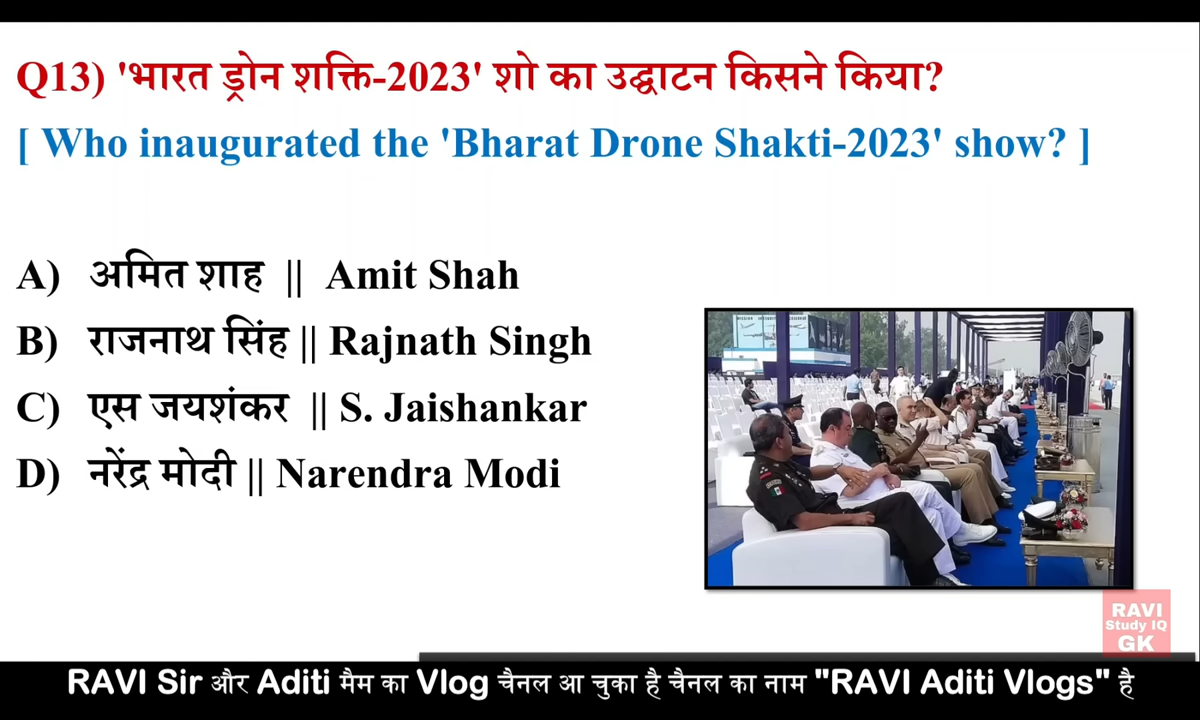 Q13) 'भारत ड्रोन शक्ति-2023' शो का उद्घाटन किसने किया?
[ Who inaugurated the 'Bharat Drone Shakti-2023' show? ]
A) अमित शाह || Amit Shah
B) राजनाथ सिंह || Rajnath Singh
C) एस जयशंकर || S. Jaishankar
D) नरेंद्र मोदी || Narendra Modi
RAVI
Study IQ
GK
RAVI Sir और Aditi मैम का Vlog चैनल आ चुका है चैनल का नाम "RAVI Aditi Vlogs" है